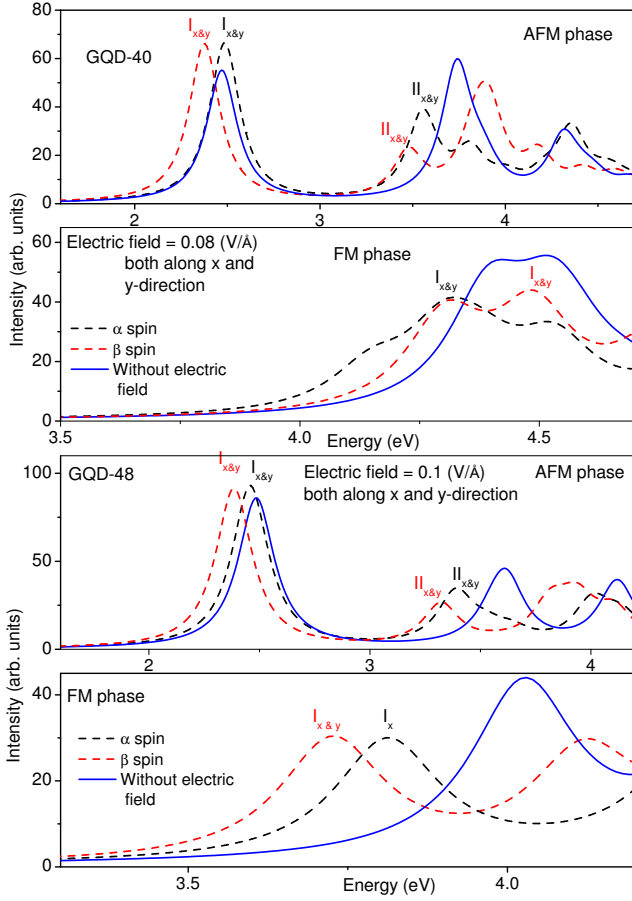 80
60
40
20
0
GQD-40
I x&y
I x&y
AFM phase
II x&y
II x&y
2
3
4
Intensity (arb. units)
60
40
20
0
Electric field = 0.08 (V/Å)
both along x and
y-direction
FM phase
I x&y
I x&y
α spin
β spin
Without electric
field
3.5
4.0
4.5
Energy (eV)
100
50
0
GQD-48
I x&y
I x&y
Electric field = 0.1 (V/Å)
both along x and y-direction
AFM phase
II x&y
II x&y
2
3
4
Intensity (arb. units)
40
20
0
FM phase
I x & y
I x
α spin
β spin
Without electric
field
3.5
4.0
Energy (eV)